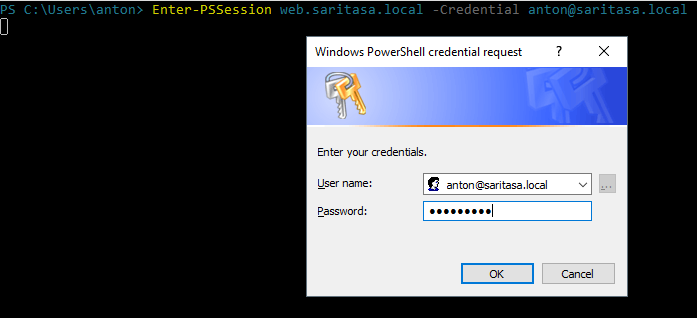 PS C:\Users\anton> Enter-PSSession web.saritasa.local -Credential anton@saritasa.local
Windows PowerShell credential request
Enter your credentials.
User name:
anton@saritasa.local
...
Password:
●●●●●●●●●
OK
Cancel